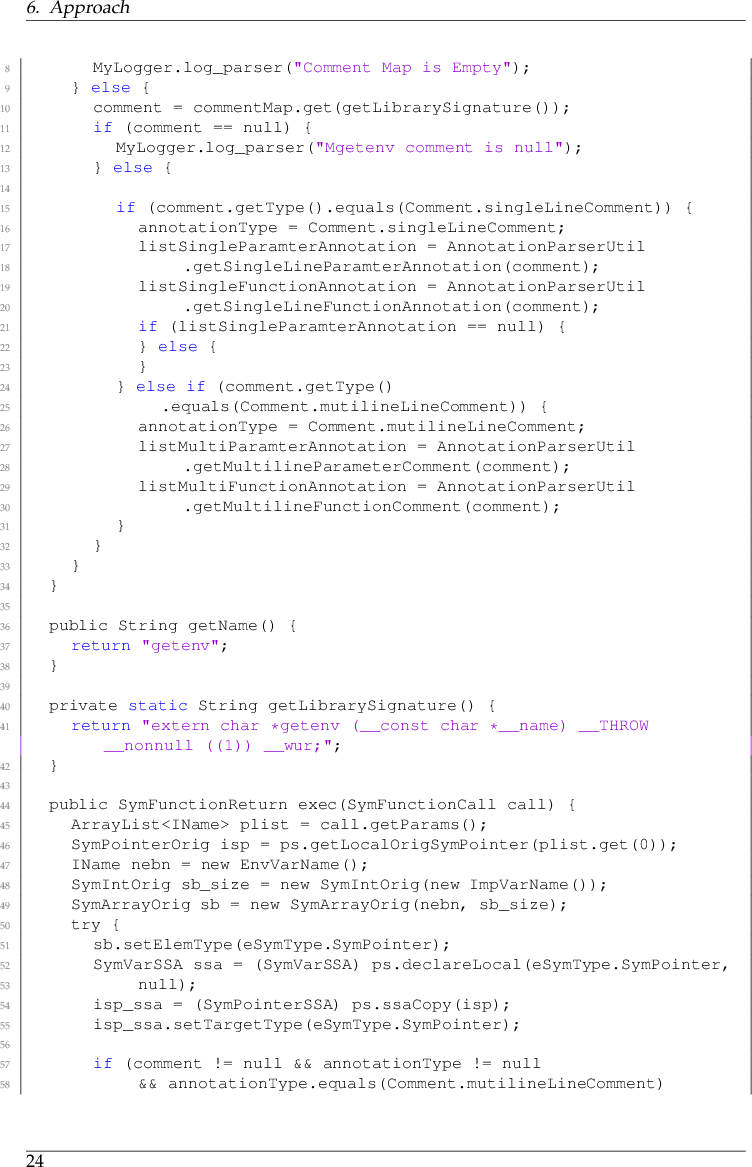 6. Approach
8 MyLogger.log_parser("Comment Map is Empty");
9 } else {
10 comment = commentMap.get(getLibrarySignature());
11 if (comment == null) {
12 MyLogger.log_parser("Mgetenv comment is null");
13 } else {
14
15 if (comment.getType().equals(Comment.singleLineComment)) {
16 annotationType = Comment.singleLineComment;
17 listSingleParamterAnnotation = AnnotationParserUtil
18 .getSingleLineParamterAnnotation(comment);
19 listSingleFunctionAnnotation = AnnotationParserUtil
20 .getSingleLineFunctionAnnotation(comment);
21 if (listSingleParamterAnnotation == null) {
22 } else {
23 }
24 } else if (comment.getType()
25 .equals(Comment.mutilineLineComment)) {
26 annotationType = Comment.mutilineLineComment;
27 listMultiParamterAnnotation = AnnotationParserUtil
28 .getMultilineParameterComment(comment);
29 listMultiFunctionAnnotation = AnnotationParserUtil
30 .getMultilineFunctionComment(comment);
31 }
32 }
33 }
34 }
35
36 public String getName() {
37 return "getenv";
38 }
39
40 private static String getLibrarySignature() {
41 return "extern char *getenv (__const char *__name) __THROW
__nonnull ((1)) __wur;";
42 }
43
44 public SymFunctionReturn exec(SymFunctionCall call) {
45 ArrayList<IName> plist = call.getParams();
46 SymPointerOrig isp = ps.getLocalOrigSymPointer(plist.get(0));
47 IName nebn = new EnvVarName();
48 SymIntOrig sb_size = new SymIntOrig(new ImpVarName());
49 SymArrayOrig sb = new SymArrayOrig(nebn, sb_size);
50 try {
51 sb.setElemType(eSymType.SymPointer);
52 SymVarSSA ssa = (SymVarSSA) ps.declareLocal(eSymType.SymPointer,
53 null);
54 isp_ssa = (SymPointerSSA) ps.ssaCopy(isp);
55 isp_ssa.setTargetType(eSymType.SymPointer);
56
57 if (comment != null && annotationType != null
58 && annotationType.equals(Comment.mutilineLineComment)
24